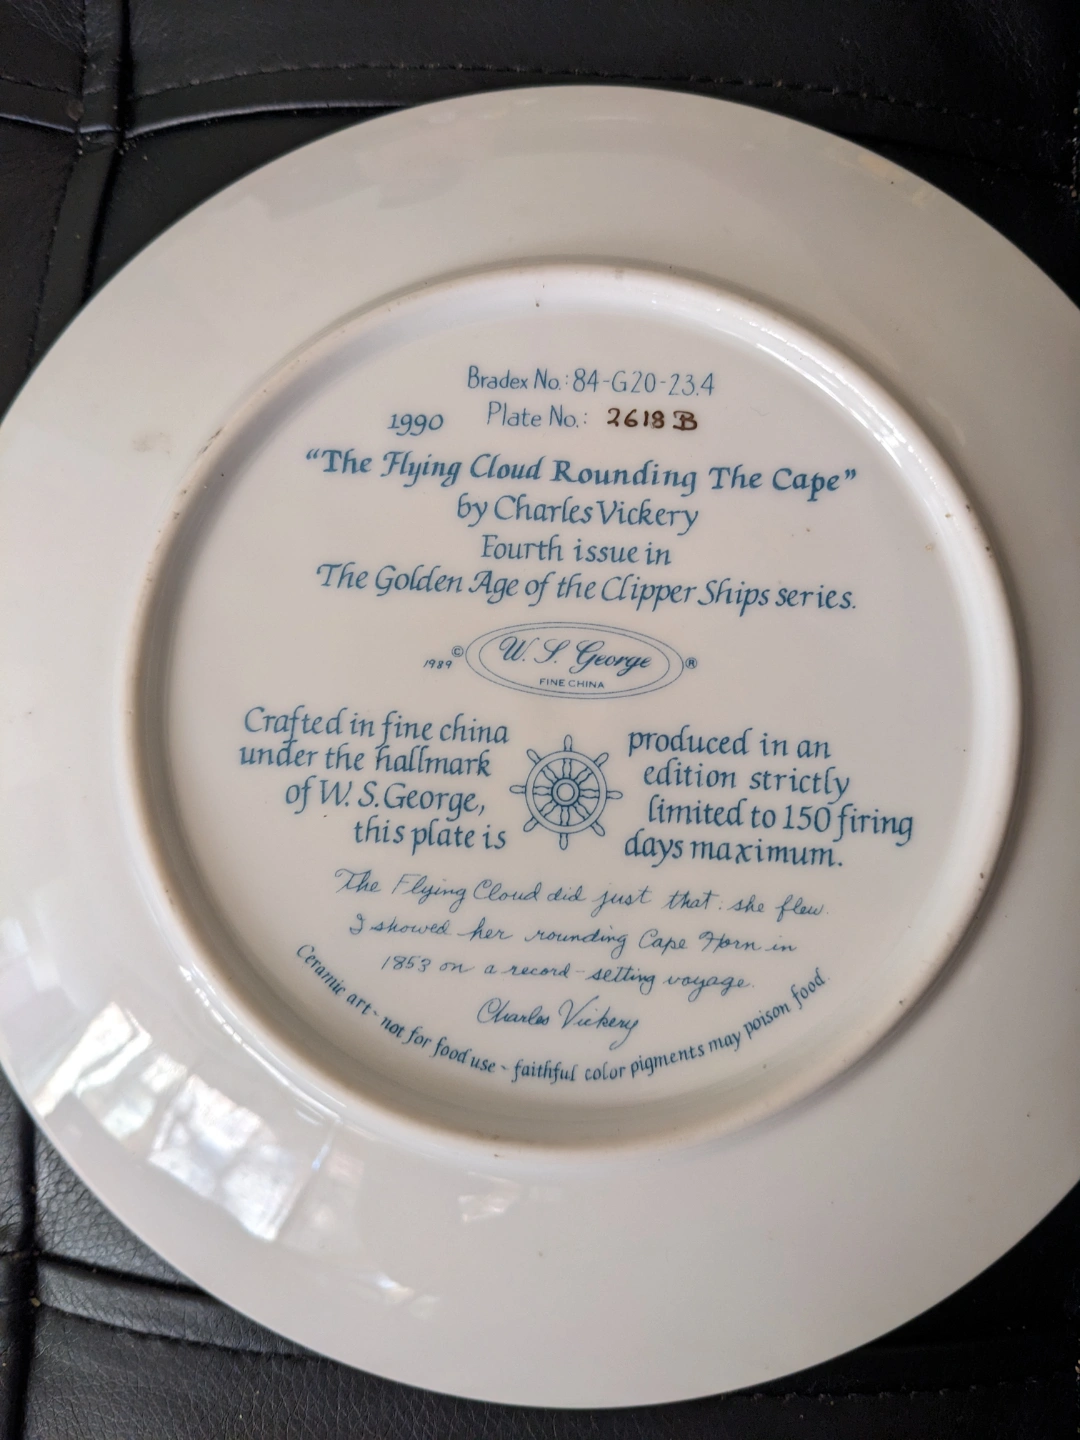 Bradex No.: 84-G20-23.4
1990 Plate No.: 2618 B
“The Flying Cloud Rounding The Cape”
by Charles Vickery
Fourth issue in
The Golden Age of the Clipper Ships series.
1989 © W. S. George ®
FINE CHINA
Crafted in fine china
under the hallmark
of W. S. George,
this plate is
produced in an
edition strictly
limited to 150 firing
days maximum.
The Flying Cloud did just that: she flew.
I showed her rounding Cape Horn in
1853 on a record-setting voyage.
Charles Vickery
Ceramic art - not for food use - faithful color pigments may poison food.